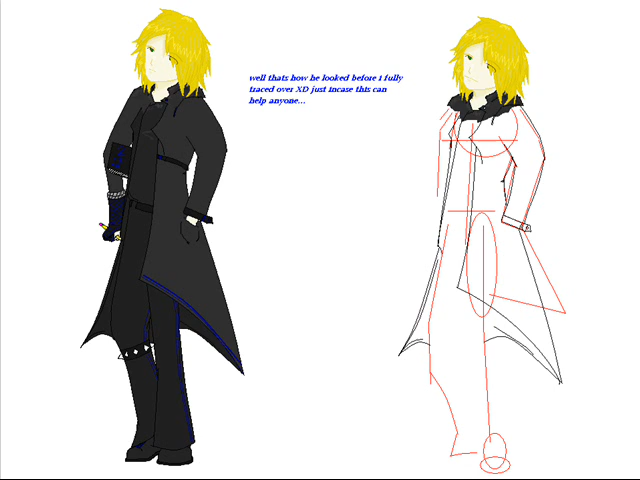 well thats how he looked before I fully
traced over XD just incase this can
help anyone...